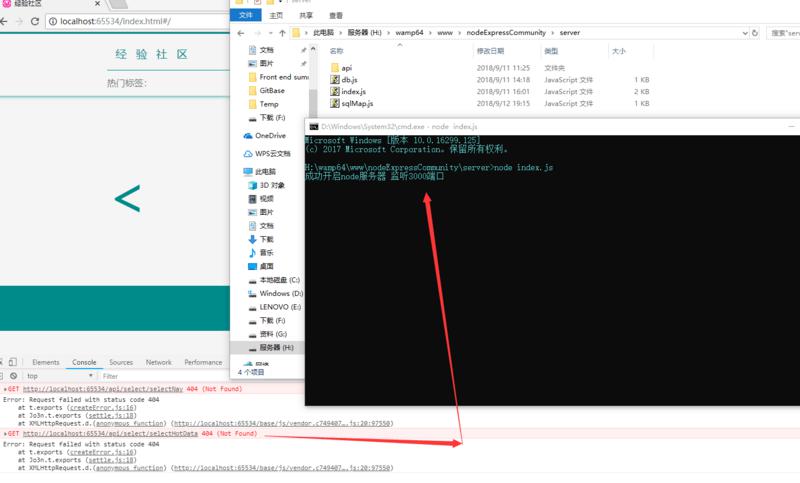 经验社区
localhost:65534/index.html#/
经 验 社 区
热门标签：
server
文件
主页
共享
查看
此电脑 › 服务器 (H:) › wamp64 › www › nodeExpressCommunity › server
搜索"ser
名称
修改日期
类型
大小
api
2018/9/11 11:25
文件夹
db.js
2018/9/11 14:18
JavaScript 文件
1 KB
index.js
2018/9/11 16:01
JavaScript 文件
2 KB
sqlMap.js
2018/9/12 19:15
JavaScript 文件
1 KB
文档
图片
Front end sum
GitBase
Temp
下载 (F:)
OneDrive
WPS云文档
此电脑
3D 对象
视频
图片
文档
下载
音乐
桌面
本地磁盘 (C:)
Windows (D:)
LENOVO (E:)
下载 (F:)
资料 (G:)
服务器 (H:)
网络
4 个项目
D:\Windows\System32\cmd.exe - node index.js
Microsoft Windows [版本 10.0.16299.125]
(c) 2017 Microsoft Corporation。保留所有权利。
H:\wamp64\www\nodeExpressCommunity\server>node index.js
成功开启node服务器 监听3000端口
Elements Console Sources Network Performance
top
Filter
GET http://localhost:65534/api/select/selectNav 404 (Not Found)
Error: Request failed with status code 404
at t.exports (createError.js:16)
at Jo3n.t.exports (settle.js:18)
at XMLHttpRequest.d.(anonymous function) (http://localhost:65534/base/js/vendor.c749407….js:20:97550)
GET http://localhost:65534/api/select/selectHotData 404 (Not Found)
Error: Request failed with status code 404
at t.exports (createError.js:16)
at Jo3n.t.exports (settle.js:18)
at XMLHttpRequest.d.(anonymous function) (http://localhost:65534/base/js/vendor.c749407….js:20:97550)